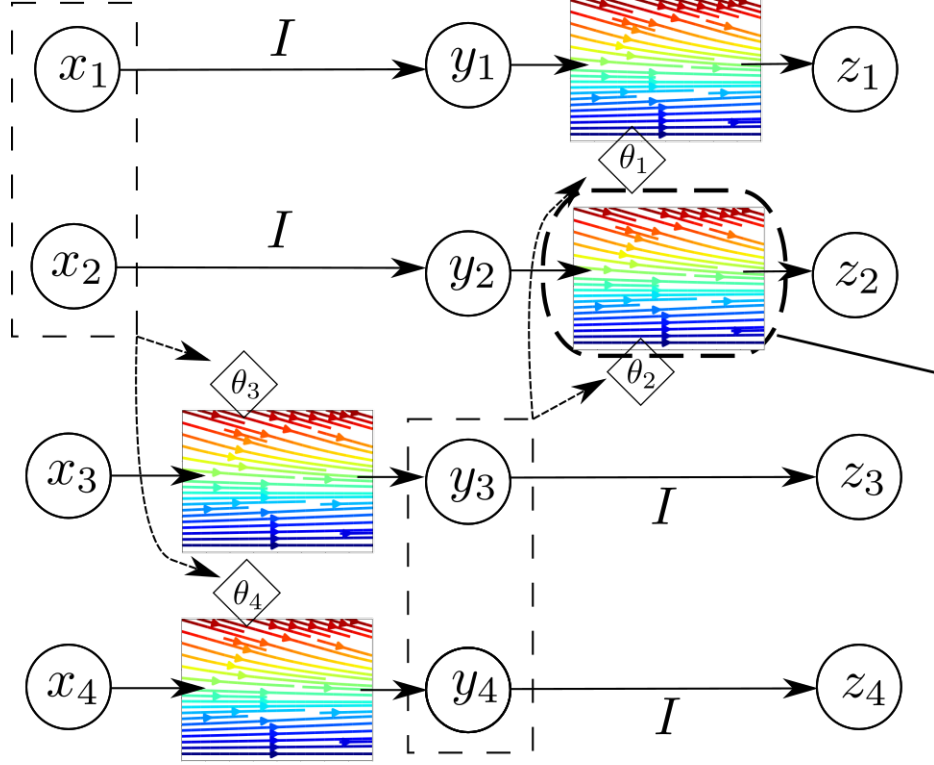 x₁ I y₁ z₁
θ₁
x₂ I y₂ z₂
θ₂
θ₃
x₃ y₃ I z₃
θ₄
x₄ y₄ I z₄